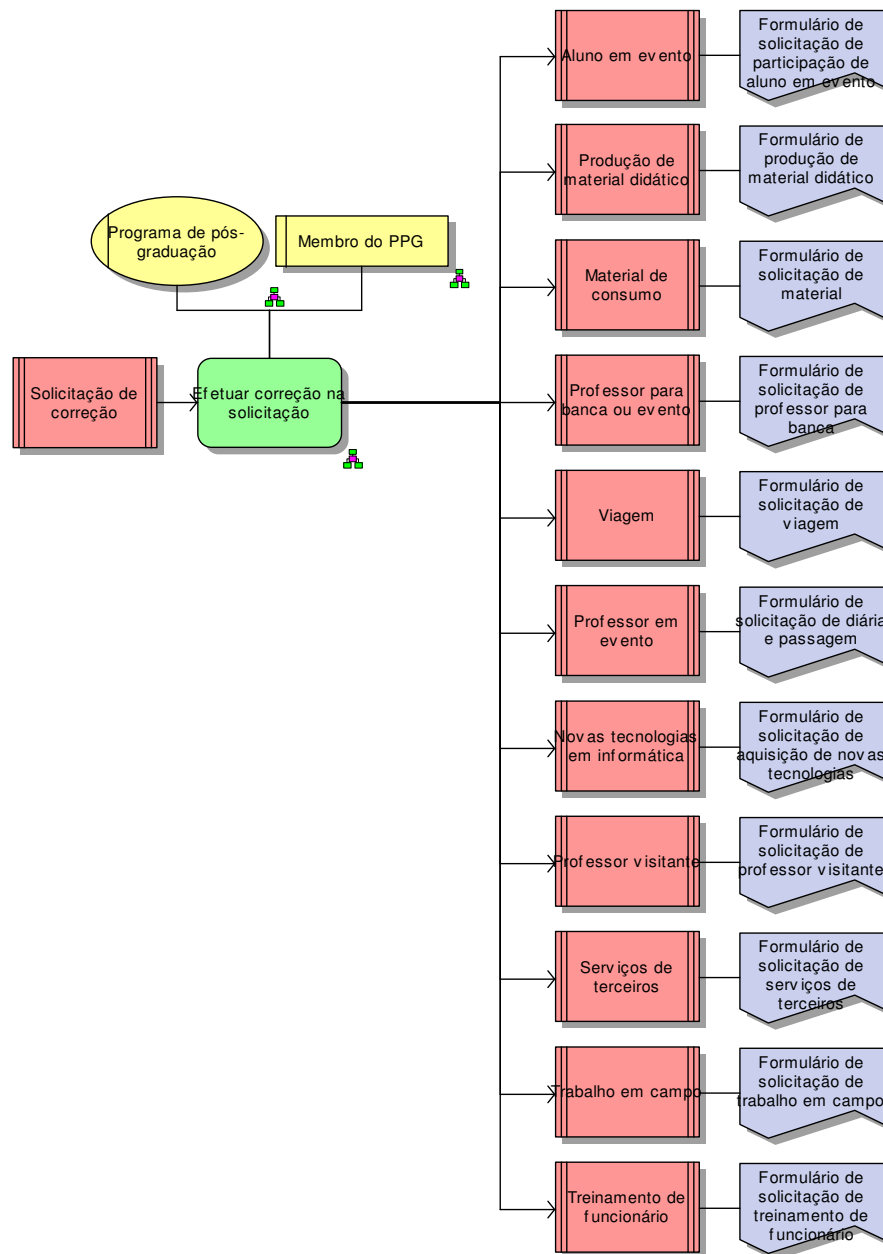 Aluno em evento
Formulário de
solicitação de
participação de
aluno em evento
Produção de
material didático
Formulário de
produção de
material didático
Programa de pós-
graduação
Membro do PPG
Material de
consumo
Formulário de
solicitação de
material
Solicitação de
correção
Efetuar correção na
solicitação
Professor para
banca ou evento
Formulário de
solicitação de
professor para
banca
Viagem
Formulário de
solicitação de
viagem
Professor em
evento
Formulário de
solicitação de diária
e passagem
Novas tecnologias
em informática
Formulário de
solicitação de
aquisição de novas
tecnologias
Professor visitante
Formulário de
solicitação de
professor visitante
Serviços de
terceiros
Formulário de
solicitação de
serviços de
terceiros
Trabalho em campo
Formulário de
solicitação de
trabalho em campo
Treinamento de
funcionário
Formulário de
solicitação de
treinamento de
funcionário